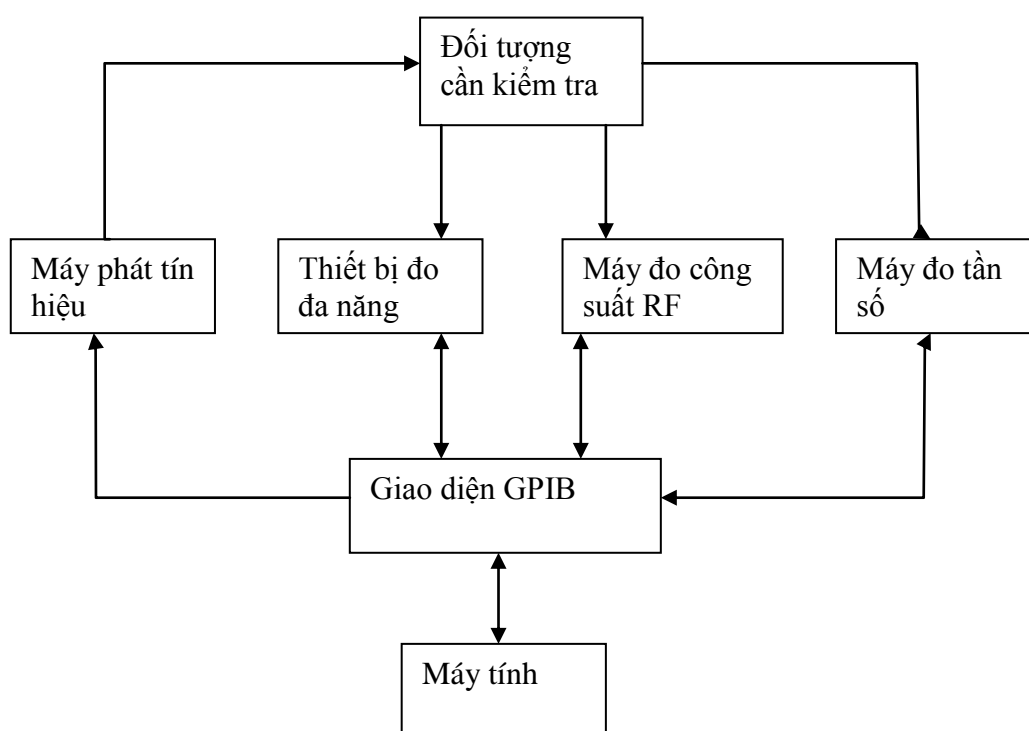 Đối tượng
cần kiểm tra
Máy phát tín
hiệu
Thiết bị đo
đa năng
Máy đo công
suất RF
Máy đo tần
số
Giao diện GPIB
Máy tính